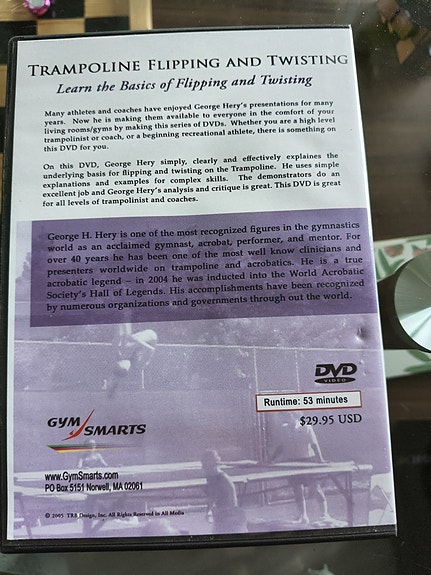 TRAMPOLINE FLIPPING AND TWISTING
Learn the Basics of Flipping and Twisting
Many athletes and coaches have enjoyed George Hery's presentations for many
years. Now he is making them available to everyone in the comfort of your
living rooms/gyms by making this series of DVDs. Whether you are a high level
trampolinist or coach, or a beginning recreational athlete, there is something on
this DVD for you.
On this DVD, George Hery simply, clearly and effectively explains the
underlying basis for flipping and twisting on the Trampoline. He uses simple
explanations and examples for complex skills. The demonstrators do an
excellent job and George Hery's analysis and critique is great. This DVD is great
for all levels of trampolinist and coaches.
George H. Hery is one of the most recognized figures in the gymnastics
world as an acclaimed gymnast, acrobat, performer, and mentor. For
over 40 years he has been one of the most well know clinicians and
presenters worldwide on trampoline and acrobatics. He is a true
acrobatic legend – in 2004 he was inducted into the World Acrobatic
Society's Hall of Legends. His accomplishments have been recognized
by numerous organizations and governments through out the world.
DVD
VIDEO
Runtime: 53 minutes
$29.95 USD
GYM SMARTS
www.GymSmarts.com
PO Box 5151 Norwell, MA 02061
© 2005 TRB Design, Inc. All Rights Reserved in All Media